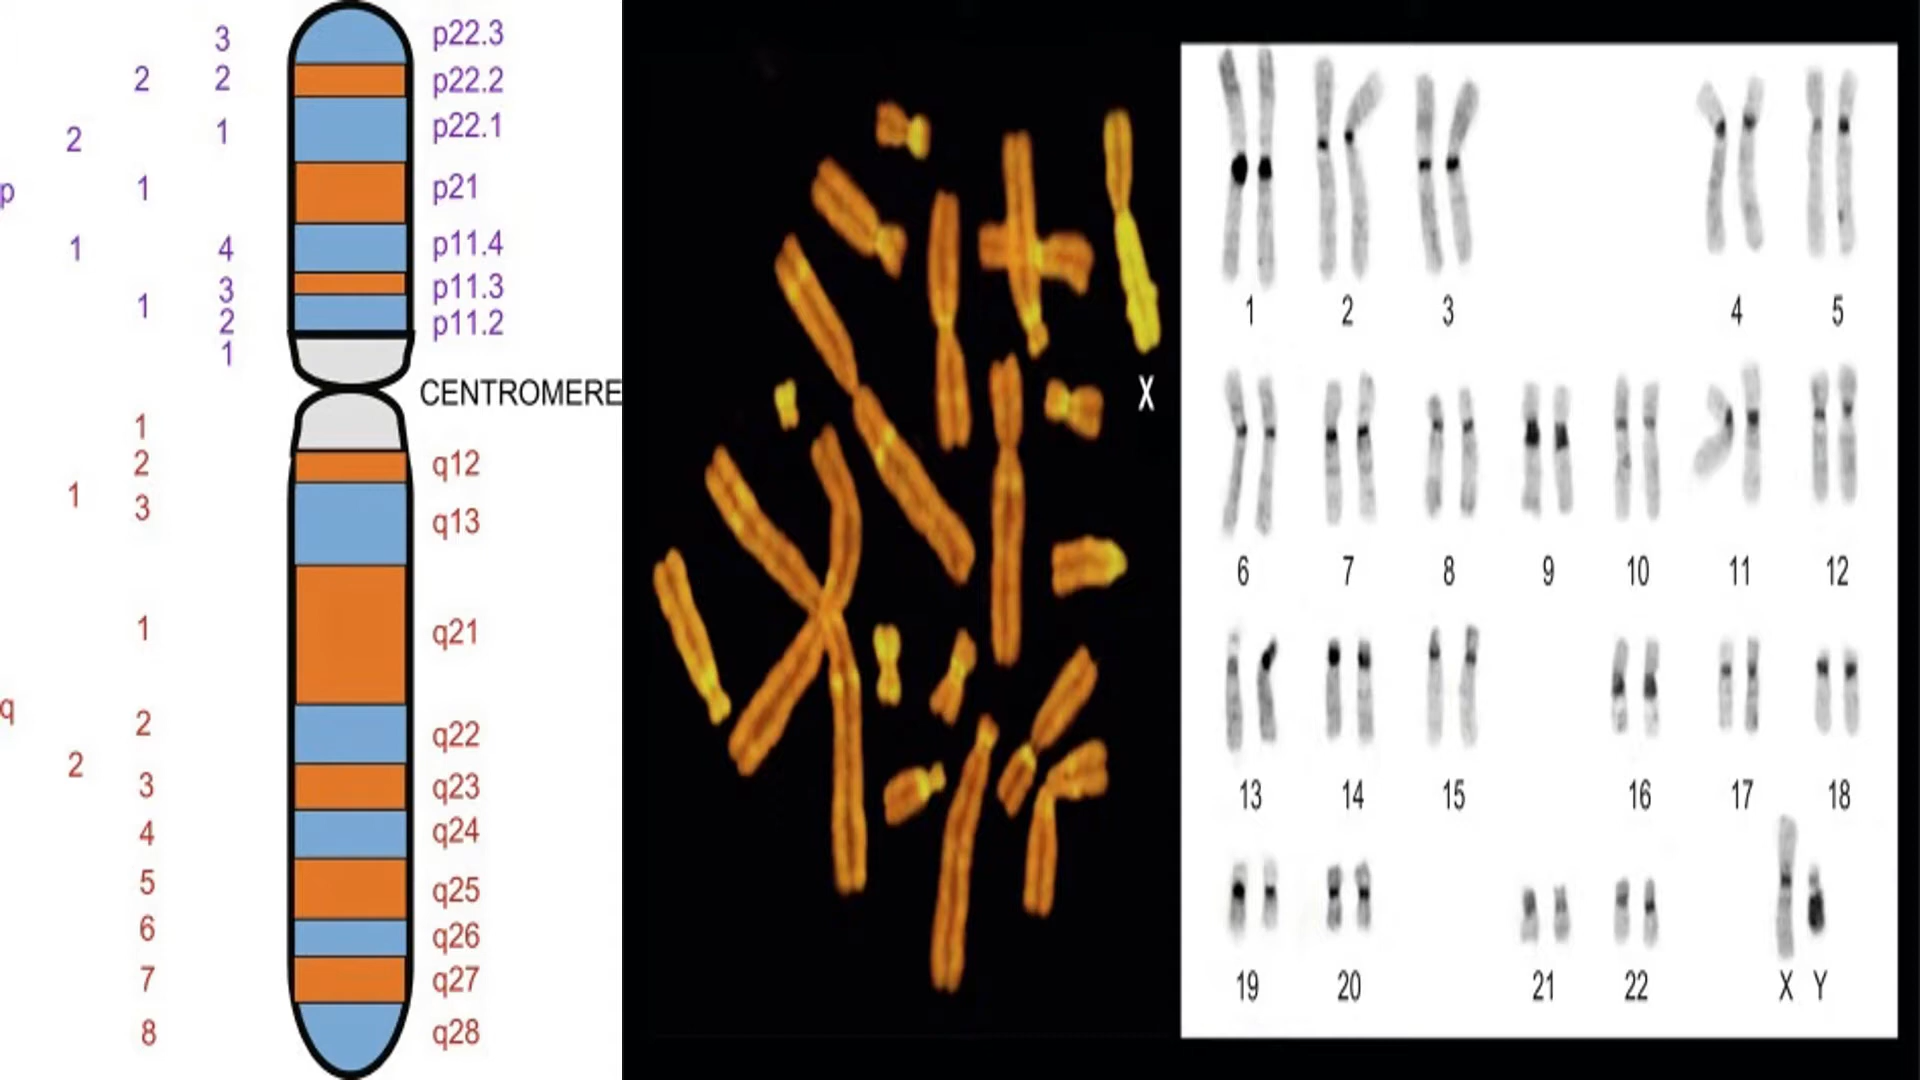 3 p22.3
2 2 p22.2
2 1 p22.1
p 1 p21
1 4 p11.4
3 p11.3
1 2 p11.2
1
CENTROMERE
1
2 q12
1 3 q13
1 q21
q
2 q22
2
3 q23
4 q24
5 q25
6 q26
7 q27
8 q28
X
1 2 3 4 5
6 7 8 9 10 11 12
13 14 15 16 17 18
19 20 21 22 X Y